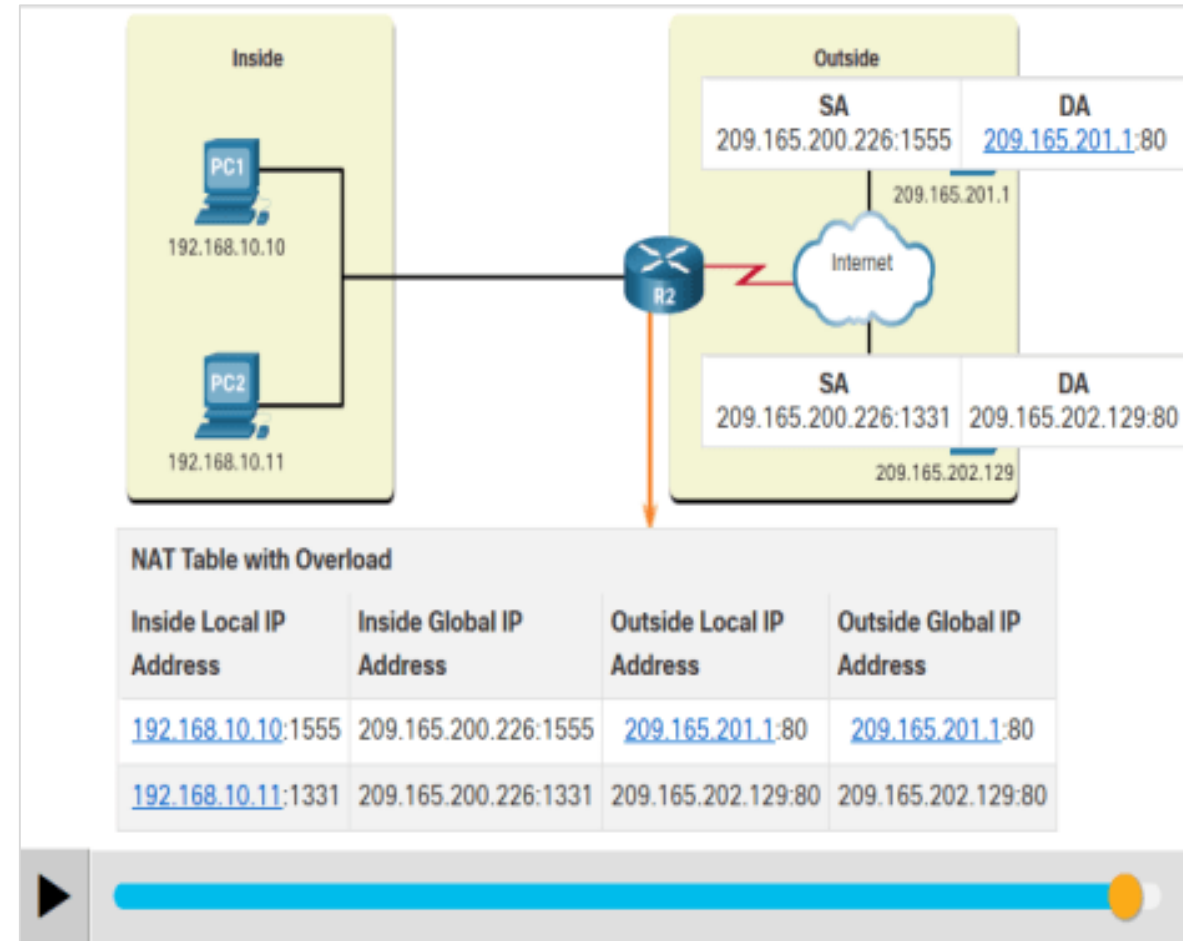 Inside
Outside
SA DA
209.165.200.226:1555 209.165.201.1:80
PC1
209.165.201.1
192.168.10.10
Internet
R2
PC2
SA DA
209.165.200.226:1331 209.165.202.129:80
192.168.10.11
209.165.202.129
NAT Table with Overload
Inside Local IP Address Inside Global IP Address Outside Local IP Address Outside Global IP Address
192.168.10.10:1555 209.165.200.226:1555 209.165.201.1:80 209.165.201.1:80
192.168.10.11:1331 209.165.200.226:1331 209.165.202.129:80 209.165.202.129:80